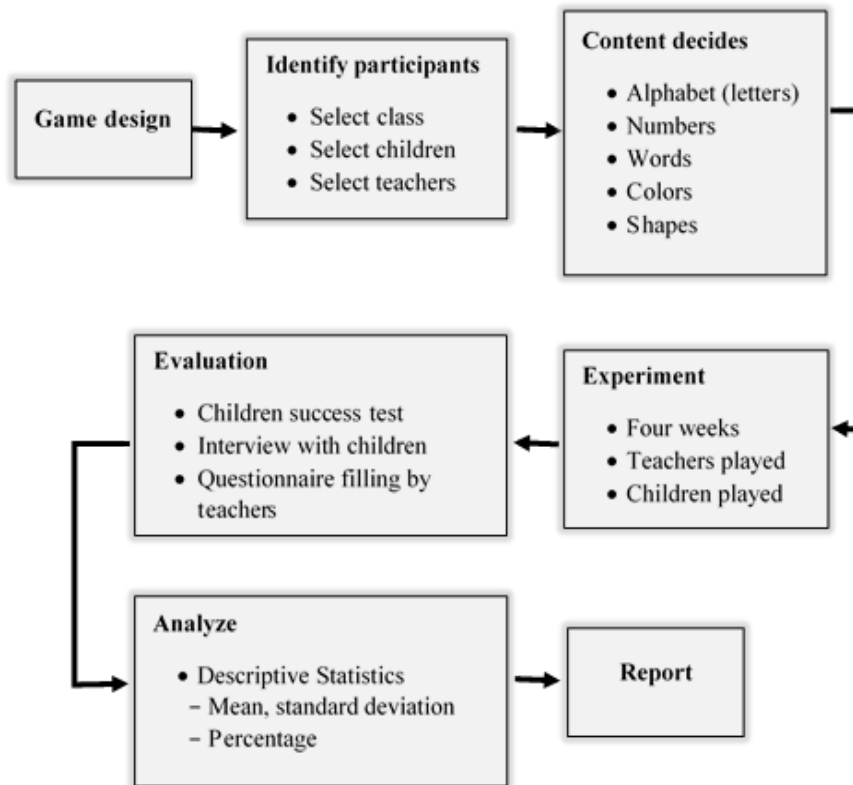 Game design
Identify participants
• Select class
• Select children
• Select teachers
Content decides
• Alphabet (letters)
• Numbers
• Words
• Colors
• Shapes
Experiment
• Four weeks
• Teachers played
• Children played
Evaluation
• Children success test
• Interview with children
• Questionnaire filling by
teachers
Analyze
• Descriptive Statistics
– Mean, standard deviation
– Percentage
Report